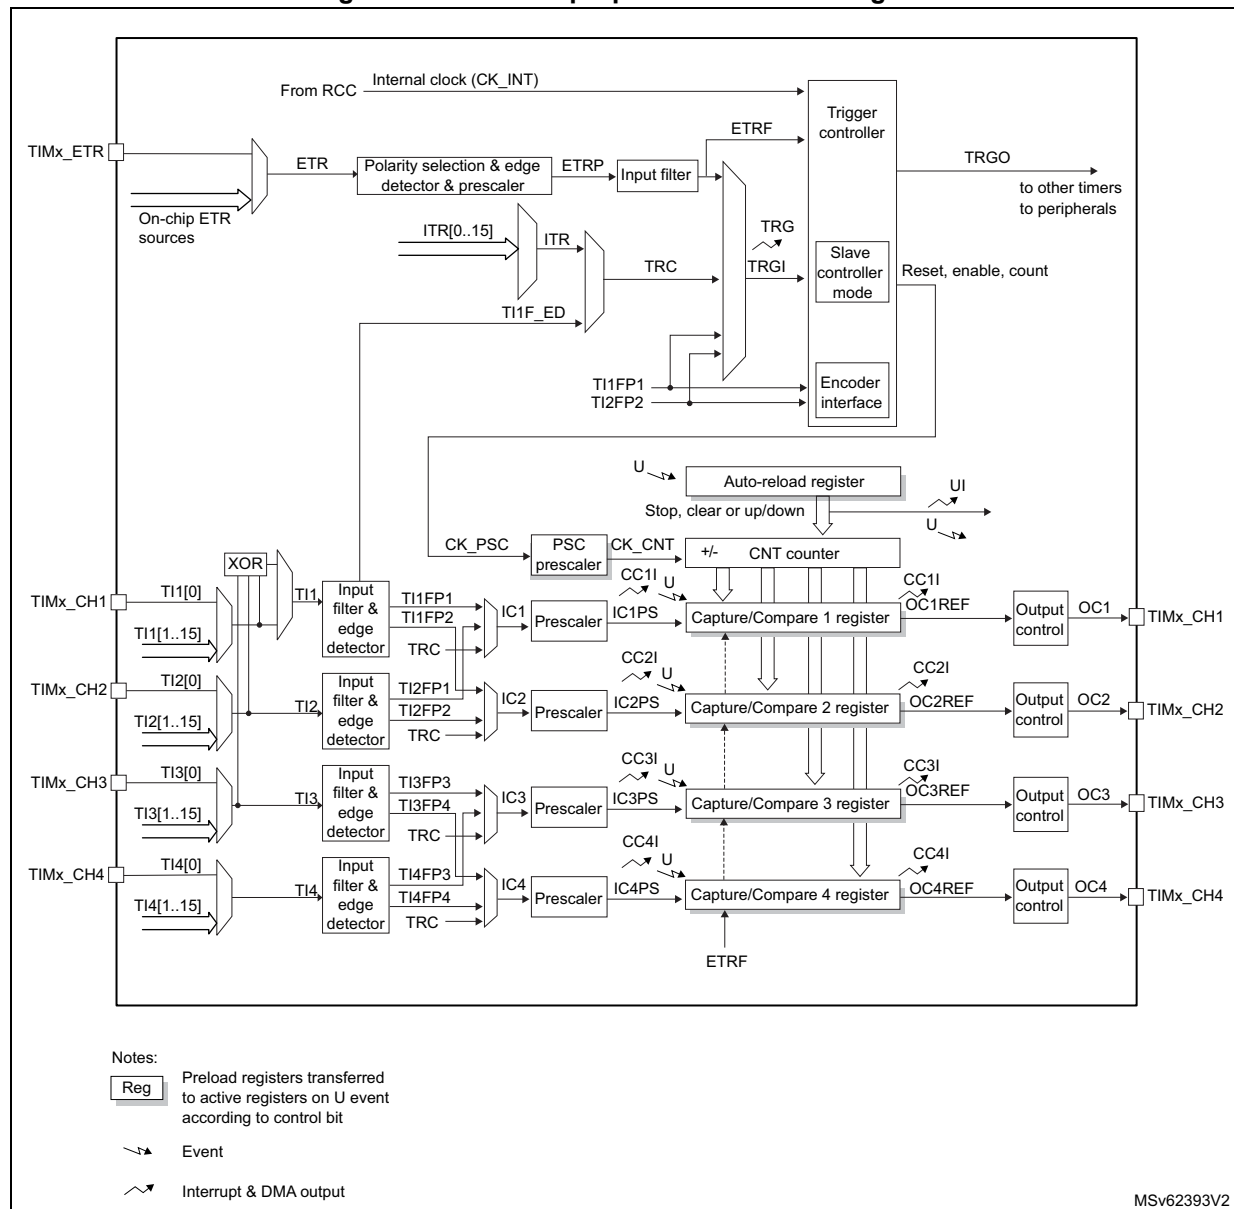 Internal clock (CK_INT)
From RCC
Trigger
controller
ETRF
TIMx_ETR
ETR
Polarity selection & edge
detector & prescaler
ETRP
Input filter
TRGO
to other timers
to peripherals
On-chip ETR
sources
ITR[0..15]
ITR
TRG
TRC
TRGI
Slave
controller
mode
Reset, enable, count
TI1F_ED
TI1FP1
TI2FP2
Encoder
interface
U
Auto-reload register
UI
Stop, clear or up/down
U
CK_PSC
PSC
prescaler
CK_CNT
+/-
CNT counter
XOR
TIMx_CH1
TI1[0]
TI1[1..15]
TI1
Input
filter &
edge
detector
TI1FP1
TI1FP2
TRC
IC1
Prescaler
IC1PS
CC1I
U
Capture/Compare 1 register
CC1I
OC1REF
Output
control
OC1
TIMx_CH1
TIMx_CH2
TI2[0]
TI2[1..15]
TI2
Input
filter &
edge
detector
TI2FP1
TI2FP2
TRC
IC2
Prescaler
IC2PS
CC2I
U
Capture/Compare 2 register
CC2I
OC2REF
Output
control
OC2
TIMx_CH2
TIMx_CH3
TI3[0]
TI3[1..15]
TI3
Input
filter &
edge
detector
TI3FP3
TI3FP4
TRC
IC3
Prescaler
IC3PS
CC3I
U
Capture/Compare 3 register
CC3I
OC3REF
Output
control
OC3
TIMx_CH3
TIMx_CH4
TI4[0]
TI4[1..15]
TI4
Input
filter &
edge
detector
TI4FP3
TI4FP4
TRC
IC4
Prescaler
IC4PS
CC4I
U
Capture/Compare 4 register
CC4I
OC4REF
Output
control
OC4
TIMx_CH4
ETRF
Notes:
Reg
Preload registers transferred
to active registers on U event
according to control bit
Event
Interrupt & DMA output
MSv62393V2